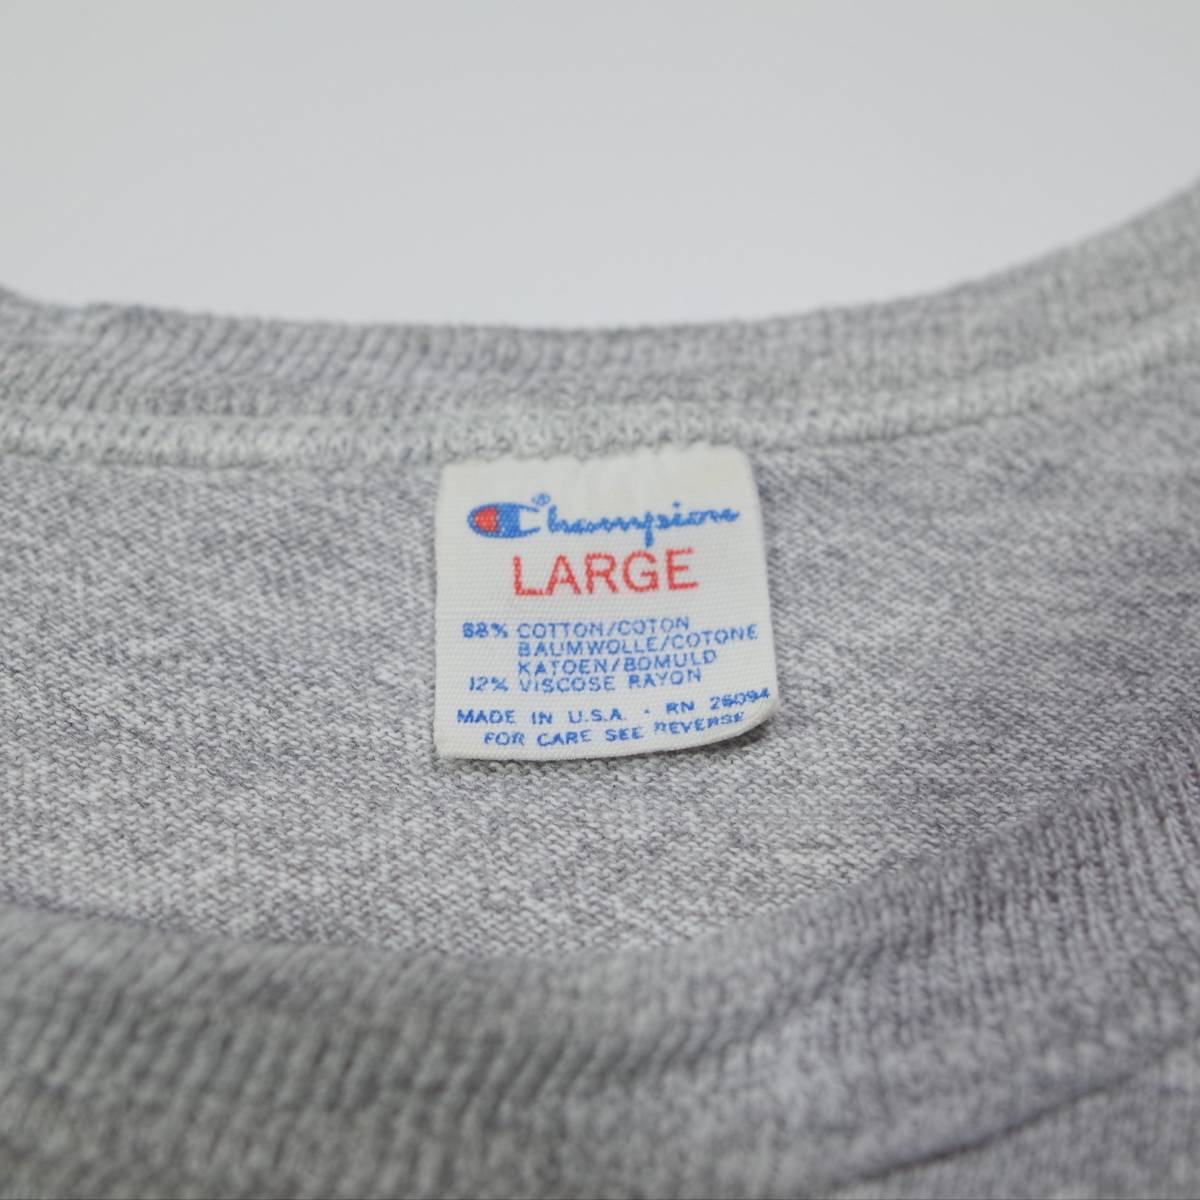 Champion®
LARGE
88% COTTON/COTON
BAUMWOLLE/COTONE
KATOEN/BOMULD
12% VISCOSE RAYON
MADE IN U.S.A. · RN 26094
FOR CARE SEE REVERSE